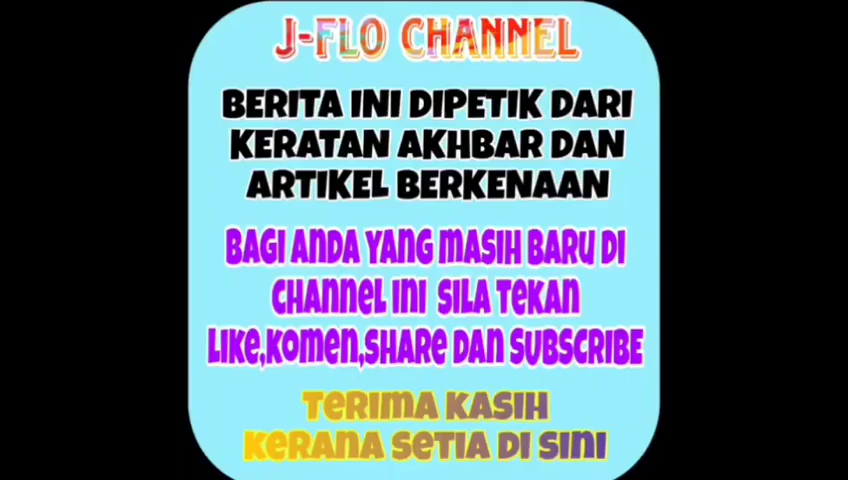 J-FLO CHANNEL
BERITA INI DIPETIK DARI
KERATAN AKHBAR DAN
ARTIKEL BERKENAAN
BAGI ANDA YANG MASIH BARU DI
CHANNEL INI SILA TEKAN
LIKE,KOMEN,SHARE DAN SUBSCRIBE
TERIMA KASIH
KERANA SETIA DI SINI